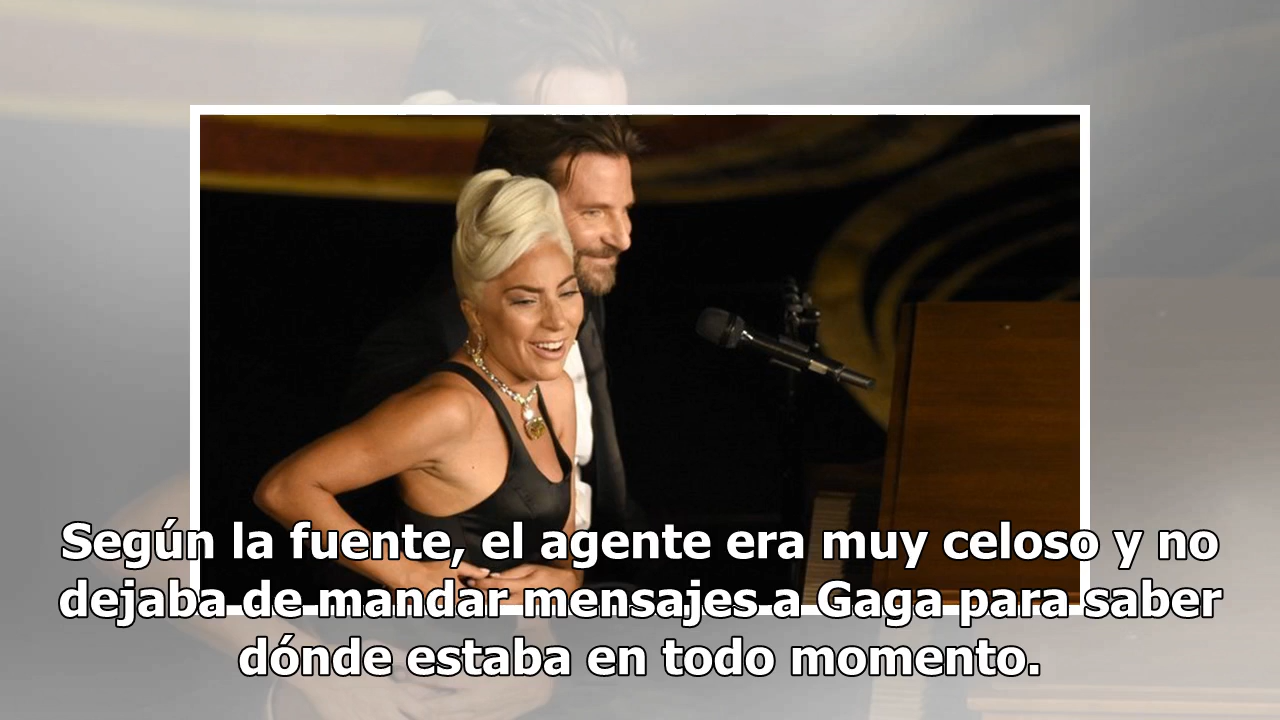 Según la fuente, el agente era muy celoso y no
dejaba de mandar mensajes a Gaga para saber
dónde estaba en todo momento.